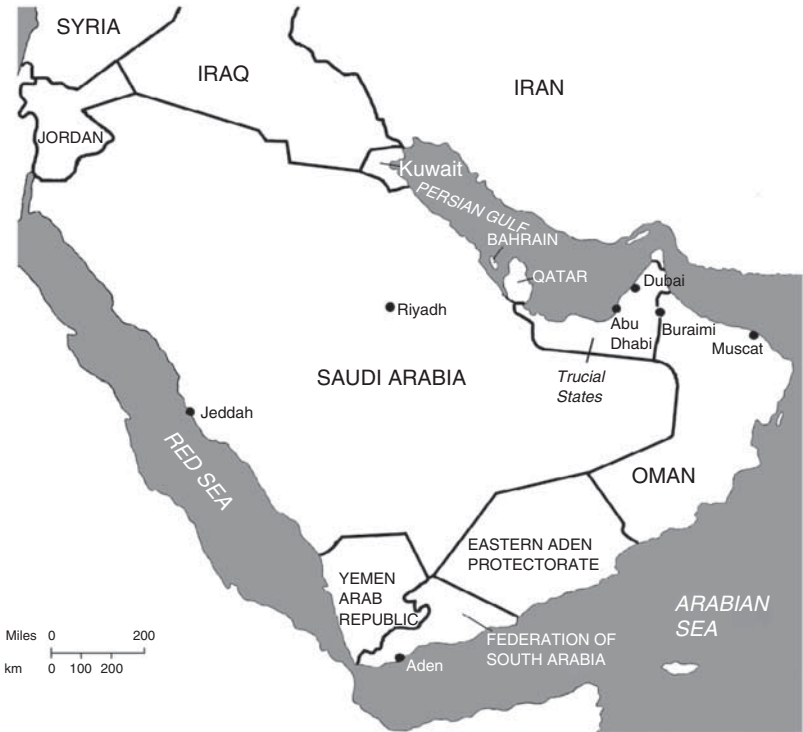 SYRIA
IRAQ
IRAN
JORDAN
Kuwait
PERSIAN GULF
BAHRAIN
QATAR
Dubai
Riyadh
Abu
Dhabi
Buraimi
Muscat
Trucial
States
SAUDI ARABIA
Jeddah
RED SEA
OMAN
EASTERN ADEN
PROTECTORATE
YEMEN
ARAB
REPUBLIC
ARABIAN
SEA
FEDERATION OF
SOUTH ARABIA
Aden
Miles 0 200
km 0 100 200